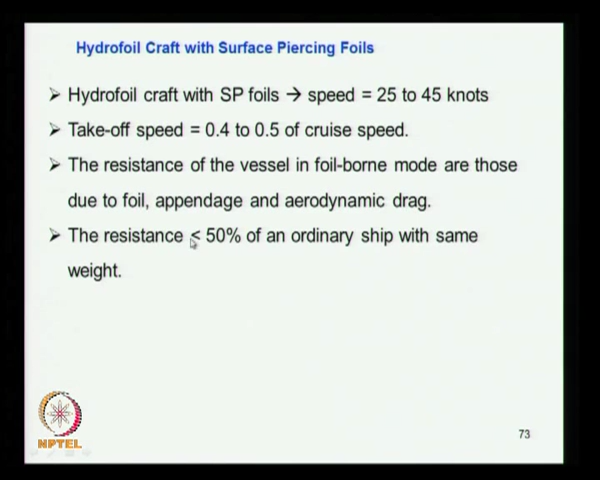 Hydrofoil Craft with Surface Piercing Foils
➢ Hydrofoil craft with SP foils → speed = 25 to 45 knots
➢ Take-off speed = 0.4 to 0.5 of cruise speed.
➢ The resistance of the vessel in foil-borne mode are those
due to foil, appendage and aerodynamic drag.
➢ The resistance < 50% of an ordinary ship with same
weight.
NPTEL
73